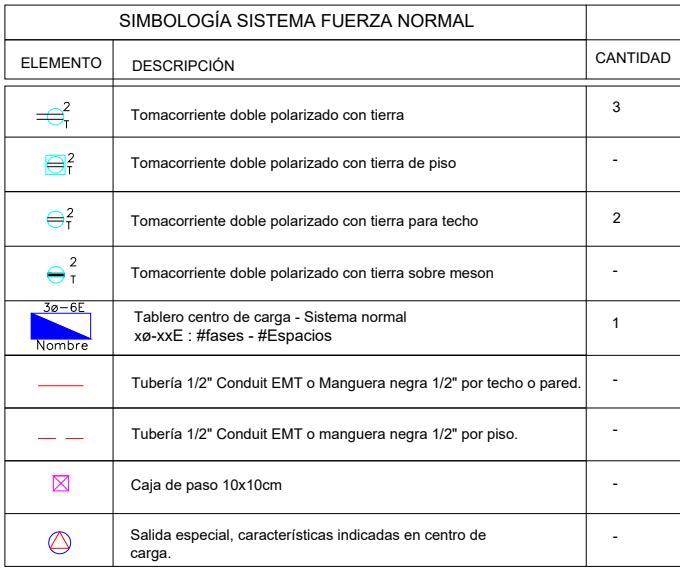 SIMBOLOGÍA SISTEMA FUERZA NORMAL
ELEMENTO DESCRIPCIÓN CANTIDAD
2
T
Tomacorriente doble polarizado con tierra 3
2
T
Tomacorriente doble polarizado con tierra de piso -
2
T
Tomacorriente doble polarizado con tierra para techo 2
2
T
Tomacorriente doble polarizado con tierra sobre meson -
3ø-6E
Nombre
Tablero centro de carga - Sistema normal
xø-xxE : #fases - #Espacios
1
Tubería 1/2" Conduit EMT o Manguera negra 1/2" por techo o pared. -
Tubería 1/2" Conduit EMT o manguera negra 1/2" por piso. -
Caja de paso 10x10cm -
Salida especial, características indicadas en centro de
carga.
-